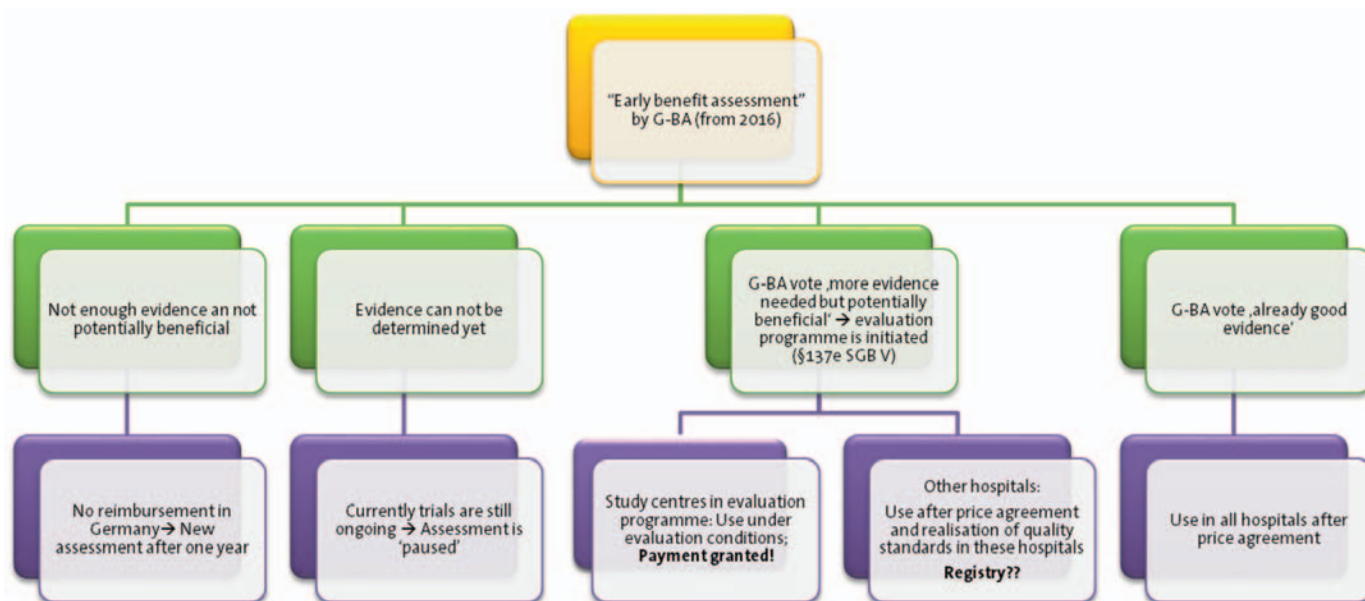 “Early benefit assessment”
by G-BA (from 2016)
Not enough evidence an not
potentially beneficial
Evidence can not be
determined yet
G-BA vote ‚more evidence
needed but potentially
beneficial‘ → evaluation
programme is initiated
(§137e SGB V)
G-BA vote ‚already good
evidence‘
No reimbursement in
Germany→ New
assessment after one year
Currently trials are still
ongoing → Assessment is
‘paused’
Study centres in evaluation
programme: Use under
evaluation conditions;
Payment granted!
Other hospitals:
Use after price agreement
and realisation of quality
standards in these hospitals
Registry??
Use in all hospitals after
price agreement